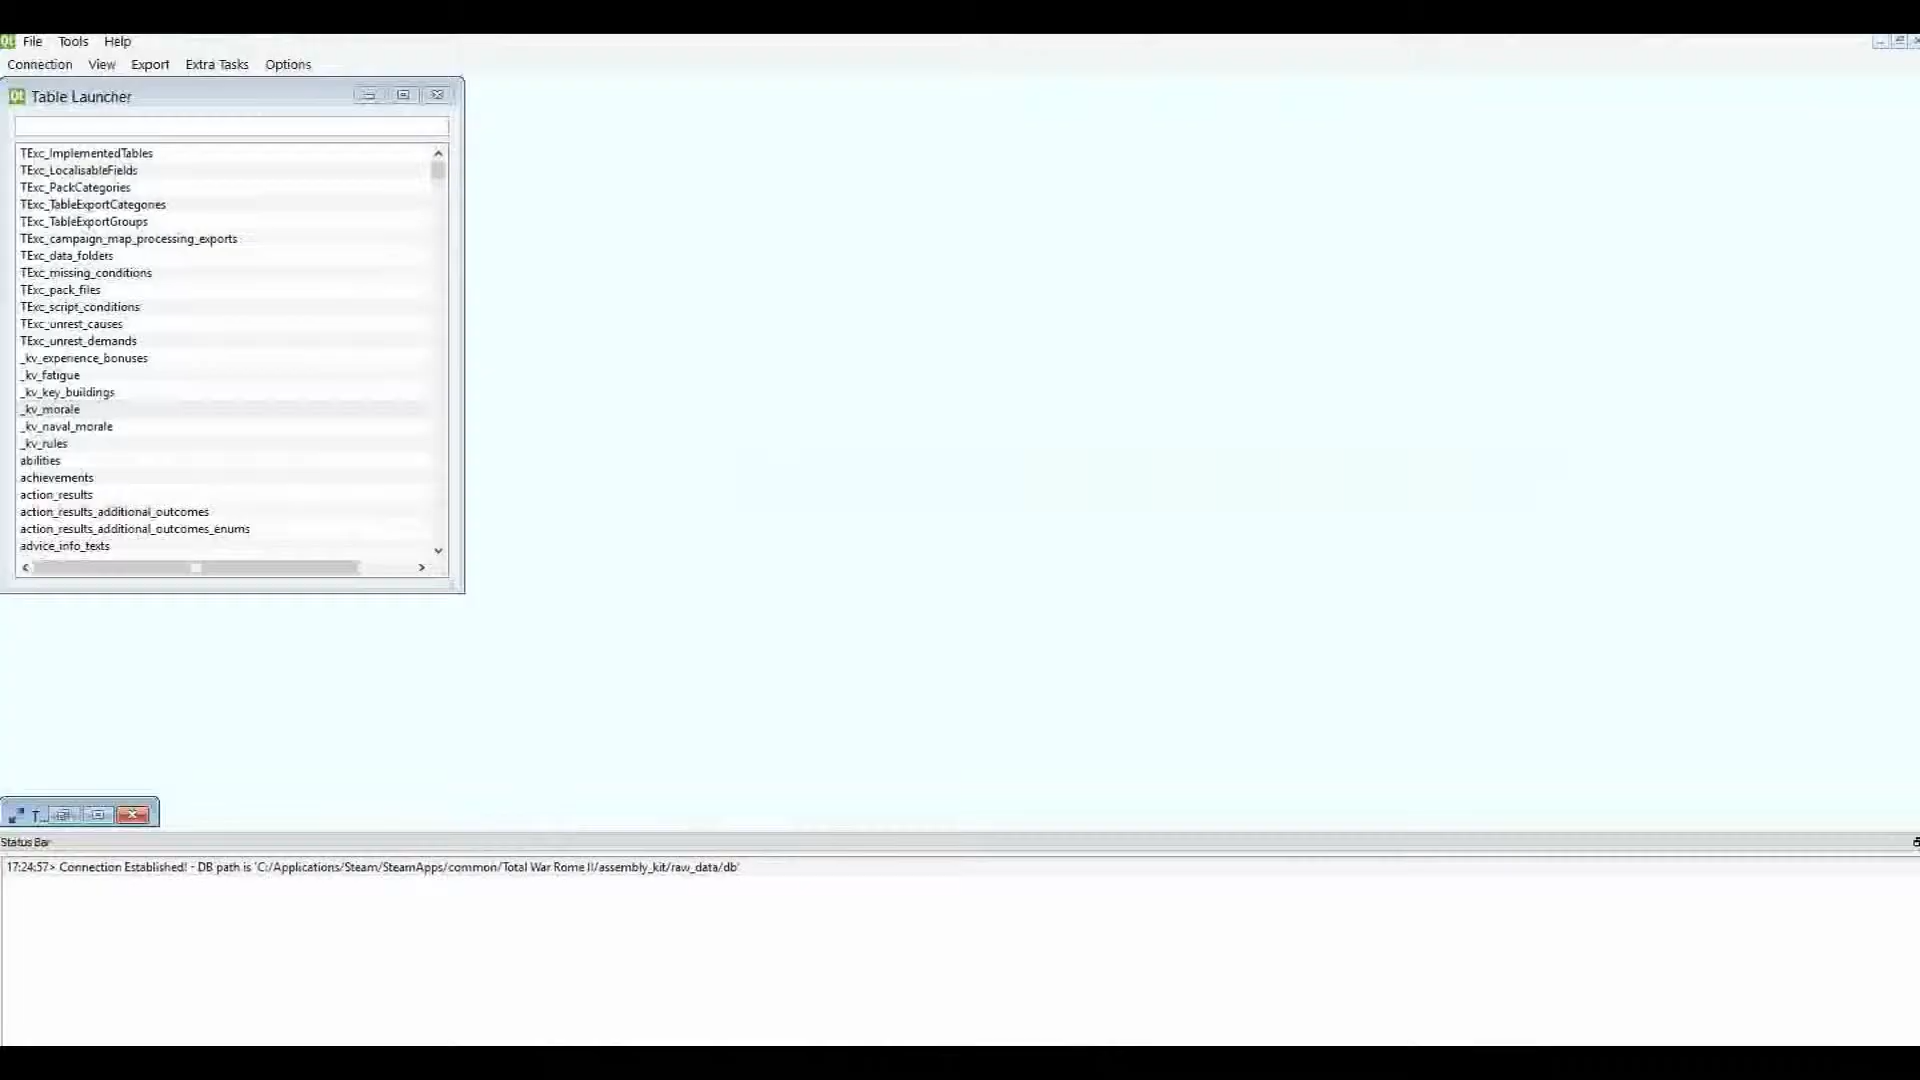 File Tools Help
Connection View Export Extra Tasks Options
Qt Table Launcher
TExc_ImplementedTables
TExc_LocalisableFields
TExc_PackCategories
TExc_TableExportCategories
TExc_TableExportGroups
TExc_campaign_map_processing_exports
TExc_data_folders
TExc_missing_conditions
TExc_pack_files
TExc_script_conditions
TExc_unrest_causes
TExc_unrest_demands
_kv_experience_bonuses
_kv_fatigue
_kv_key_buildings
_kv_morale
_kv_naval_morale
_kv_rules
abilities
achievements
action_results
action_results_additional_outcomes
action_results_additional_outcomes_enums
advice_info_texts
T...
Status Bar
17:24:57> Connection Established! - DB path is 'C:/Applications/Steam/SteamApps/common/Total War Rome II/assembly_kit/raw_data/db'